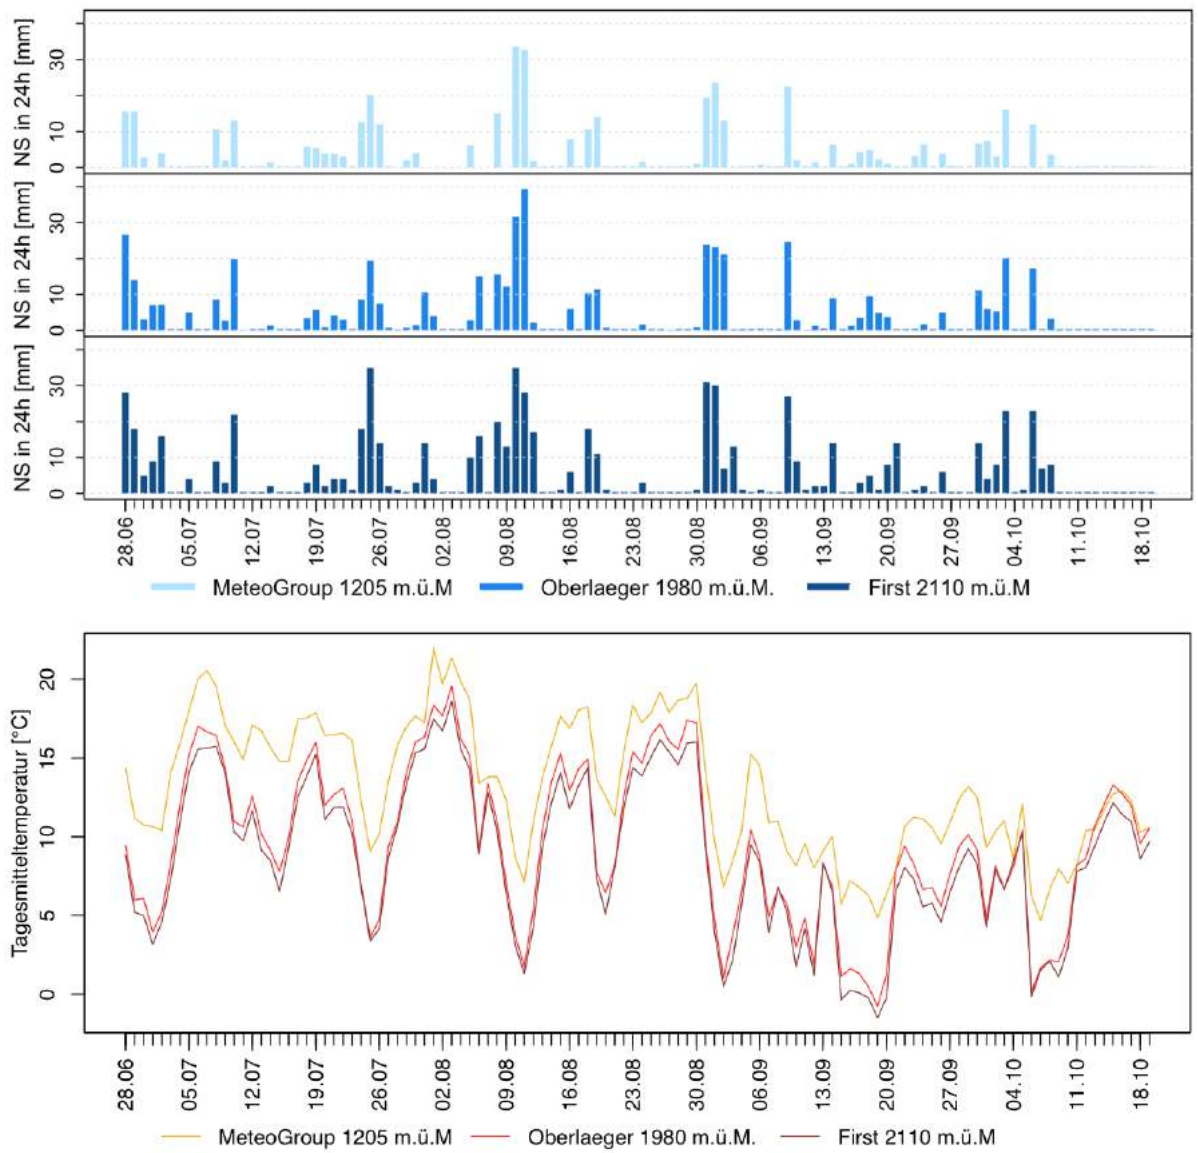 NS in 24h [mm]
30
10
0
NS in 24h [mm]
30
10
0
NS in 24h [mm]
30
10
0
28.06 05.07 12.07 19.07 26.07 02.08 09.08 16.08 23.08 30.08 06.09 13.09 20.09 27.09 04.10 11.10 18.10
MeteoGroup 1205 m.ü.M Oberlaeger 1980 m.ü.M. First 2110 m.ü.M
Tagesmitteltemperatur [°C]
20
15
10
5
0
28.06 05.07 12.07 19.07 26.07 02.08 09.08 16.08 23.08 30.08 06.09 13.09 20.09 27.09 04.10 11.10 18.10
MeteoGroup 1205 m.ü.M Oberlaeger 1980 m.ü.M. First 2110 m.ü.M